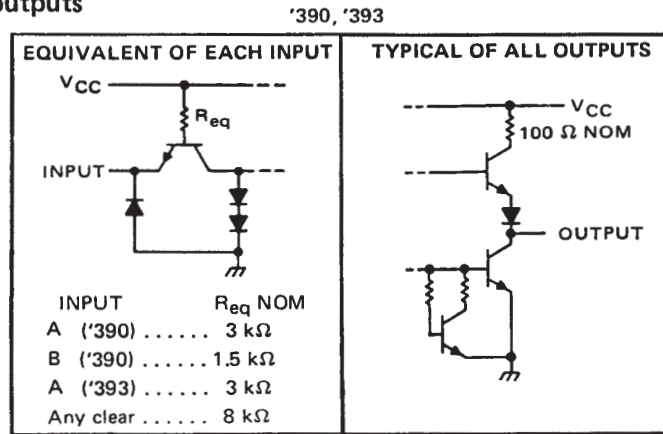 outputs
'390, '393
EQUIVALENT OF EACH INPUT
VCC
Req
INPUT
INPUT Req NOM
A ('390) ...... 3 kΩ
B ('390) ...... 1.5 kΩ
A ('393) ...... 3 kΩ
Any clear ...... 8 kΩ
TYPICAL OF ALL OUTPUTS
VCC
100 Ω NOM
OUTPUT